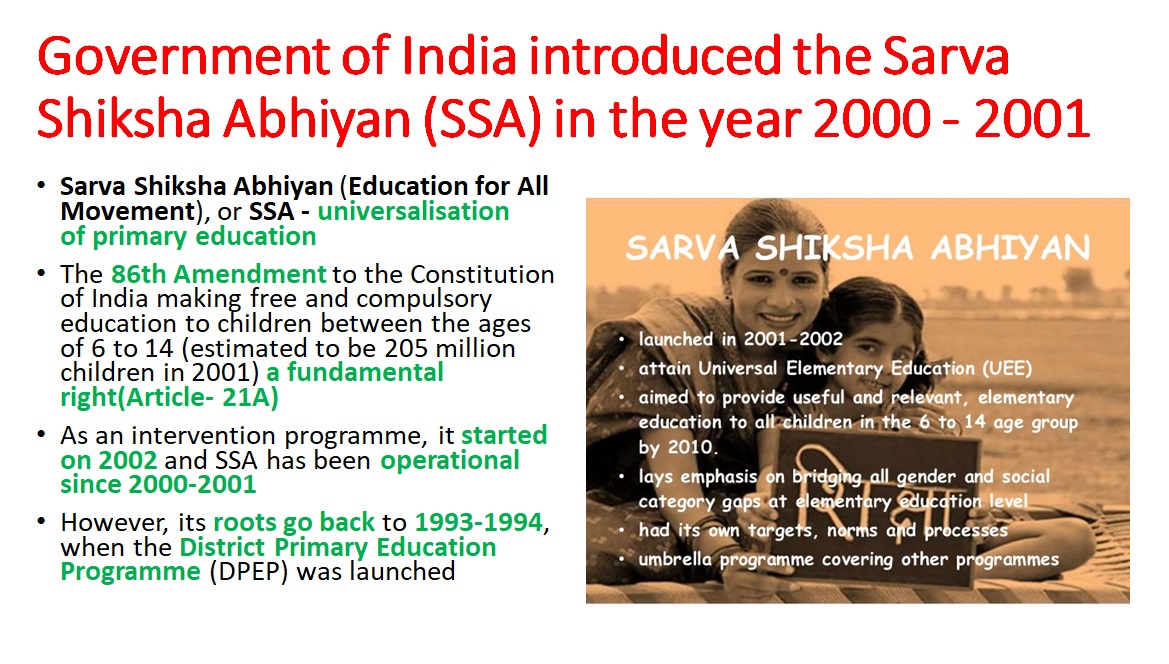 Government of India introduced the Sarva
Shiksha Abhiyan (SSA) in the year 2000 - 2001
• Sarva Shiksha Abhiyan (Education for All
Movement), or SSA - universalisation
of primary education
• The 86th Amendment to the Constitution
of India making free and compulsory
education to children between the ages
of 6 to 14 (estimated to be 205 million
children in 2001) a fundamental
right(Article- 21A)
• As an intervention programme, it started
on 2002 and SSA has been operational
since 2000-2001
• However, its roots go back to 1993-1994,
when the District Primary Education
Programme (DPEP) was launched
SARVA SHIKSHA ABHIYAN
• launched in 2001-2002
• attain Universal Elementary Education (UEE)
• aimed to provide useful and relevant, elementary
education to all children in the 6 to 14 age group
by 2010.
• lays emphasis on bridging all gender and social
category gaps at elementary education level
• had its own targets, norms and processes
• umbrella programme covering other programmes